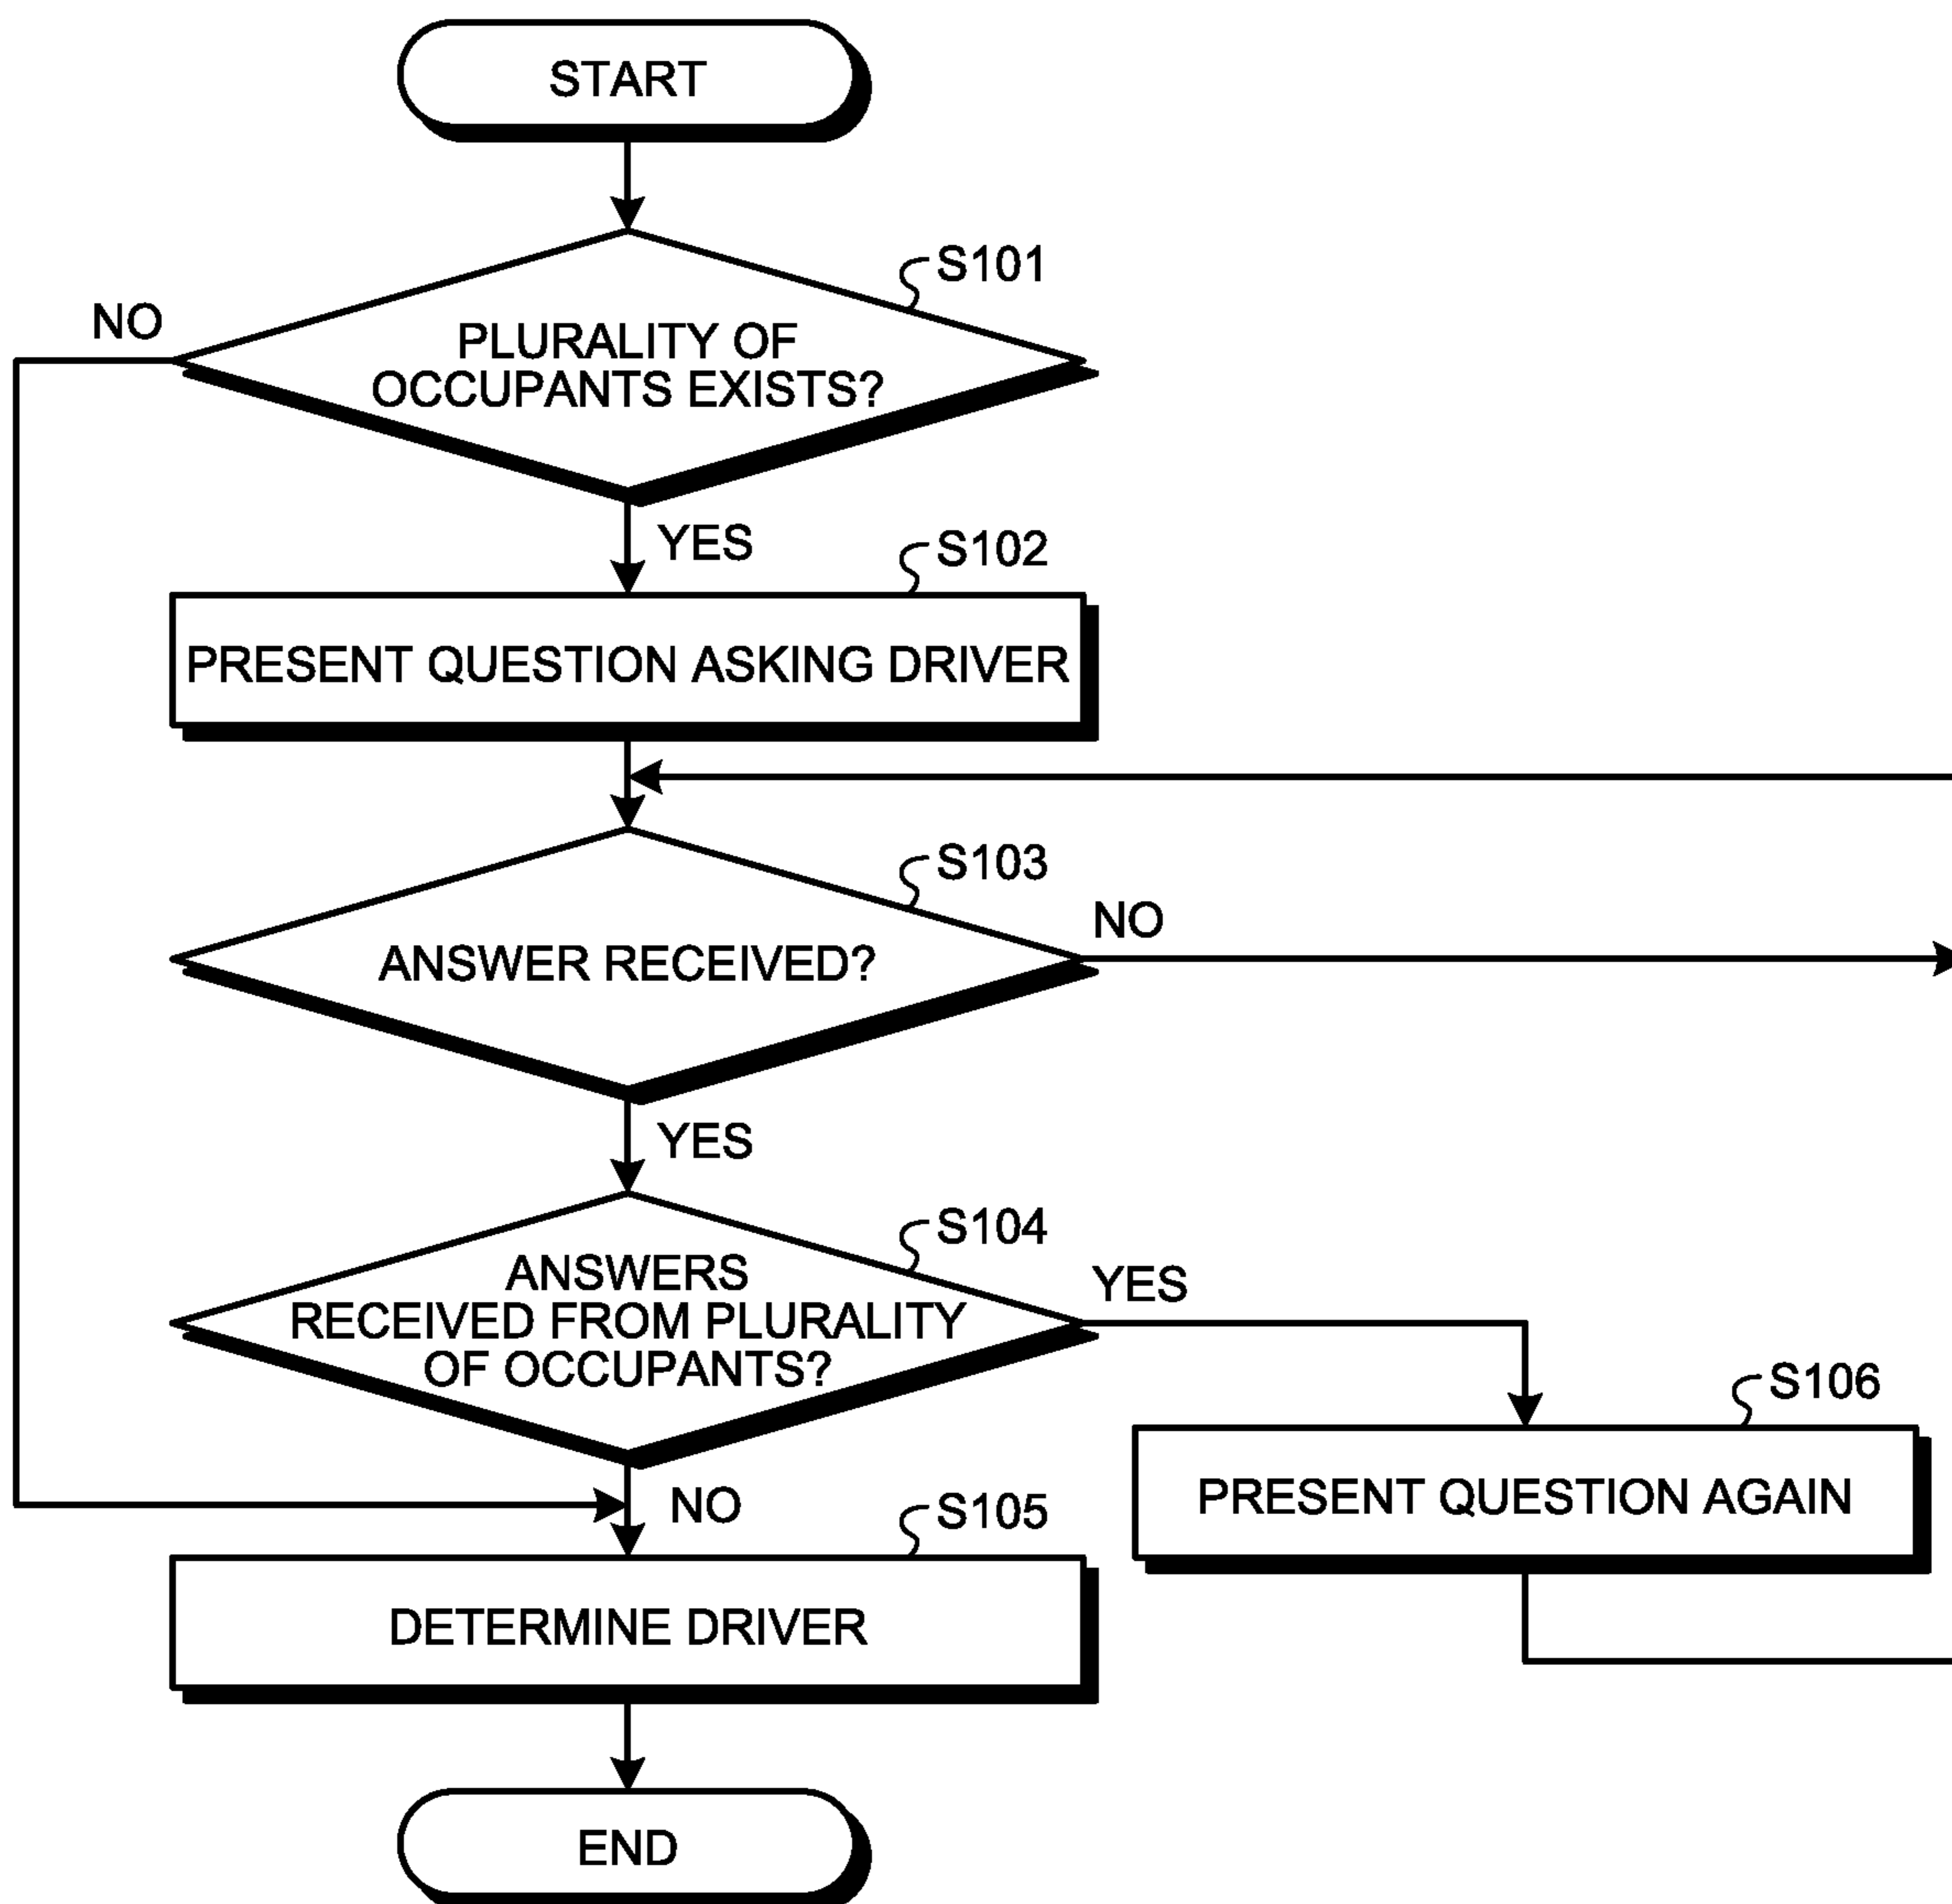 START
S101
NO
PLURALITY OF
OCCUPANTS EXISTS?
YES
S102
PRESENT QUESTION ASKING DRIVER
S103
NO
ANSWER RECEIVED?
YES
S104
ANSWERS
RECEIVED FROM PLURALITY
OF OCCUPANTS?
YES
S106
PRESENT QUESTION AGAIN
NO
S105
DETERMINE DRIVER
END